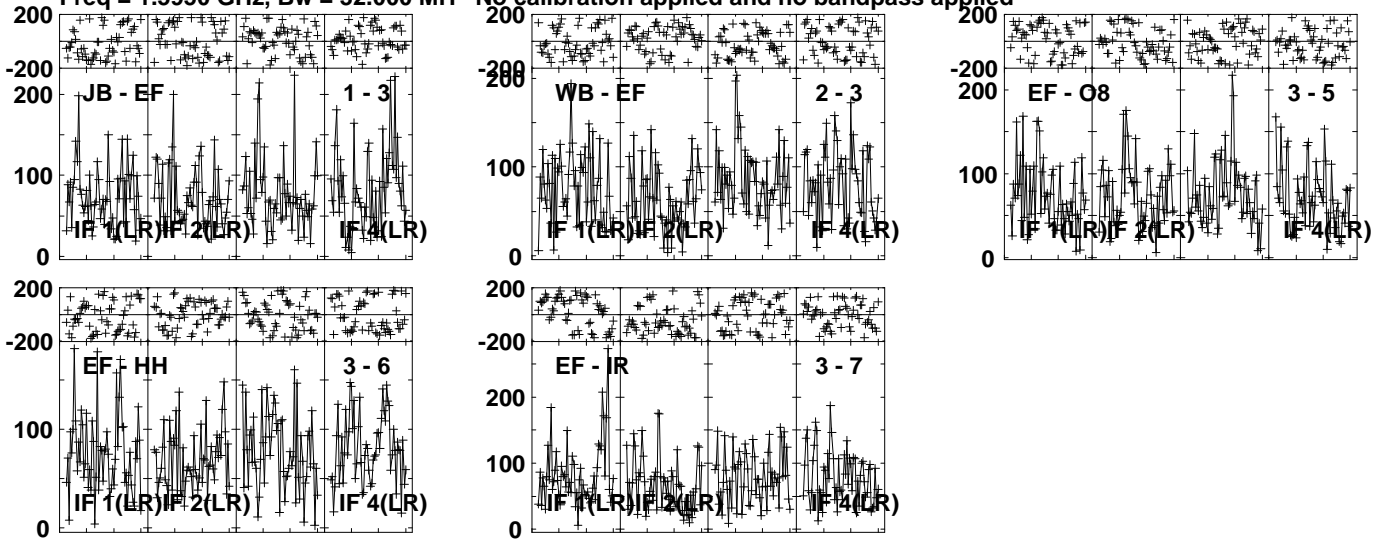 Freq = 1.5950 GHz, Bw = 32.000 MH No calibration applied and no bandpass applied
200
-200
JB - EF 1 - 3
200
100
0
IF 1(LR) IF 2(LR) IF 4(LR)
200
-200
WB - EF 2 - 3
200
100
0
IF 1(LR) IF 2(LR) IF 4(LR)
200
-200
EF - O8 3 - 5
200
100
0
IF 1(LR) IF 2(LR) IF 4(LR)
200
-200
EF - HH 3 - 6
100
0
IF 1(LR) IF 2(LR) IF 4(LR)
200
-200
EF - IR 3 - 7
200
100
0
IF 1(LR) IF 2(LR) IF 4(LR)